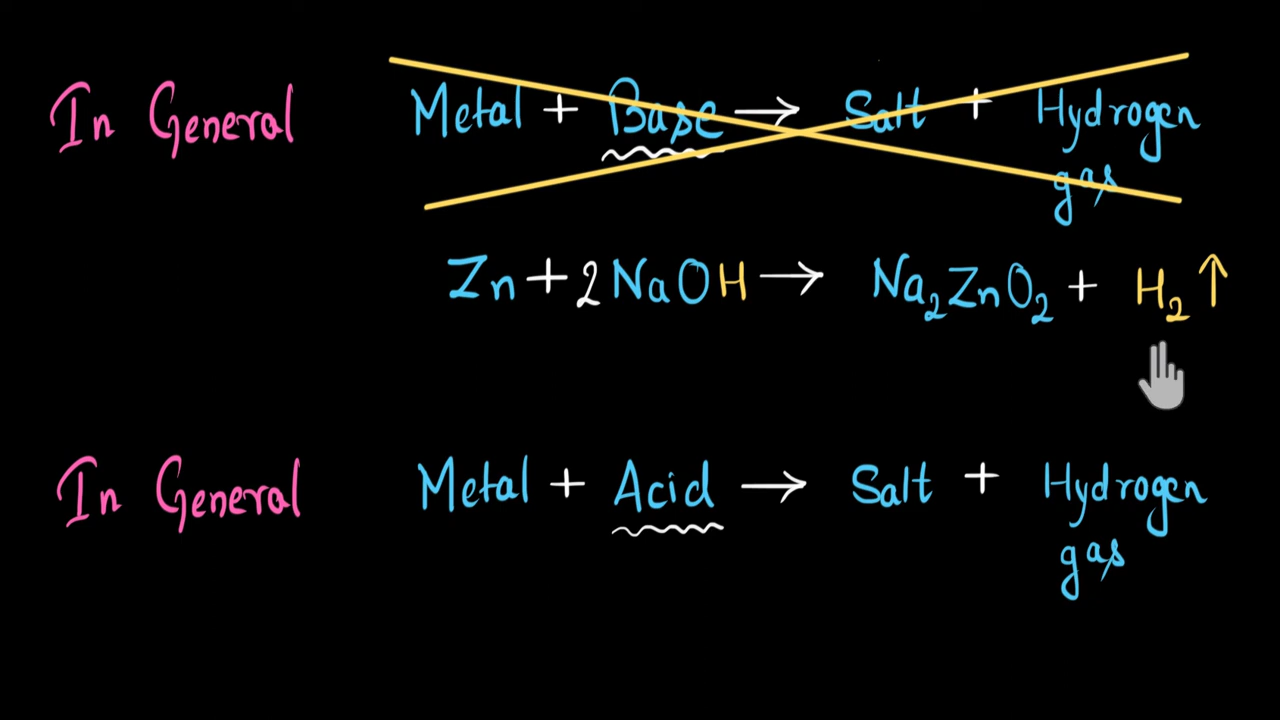 In General Metal + Base → Salt + Hydrogen
gas
Zn + 2NaOH → Na₂ZnO₂ + H₂↑
In General Metal + Acid → Salt + Hydrogen
gas